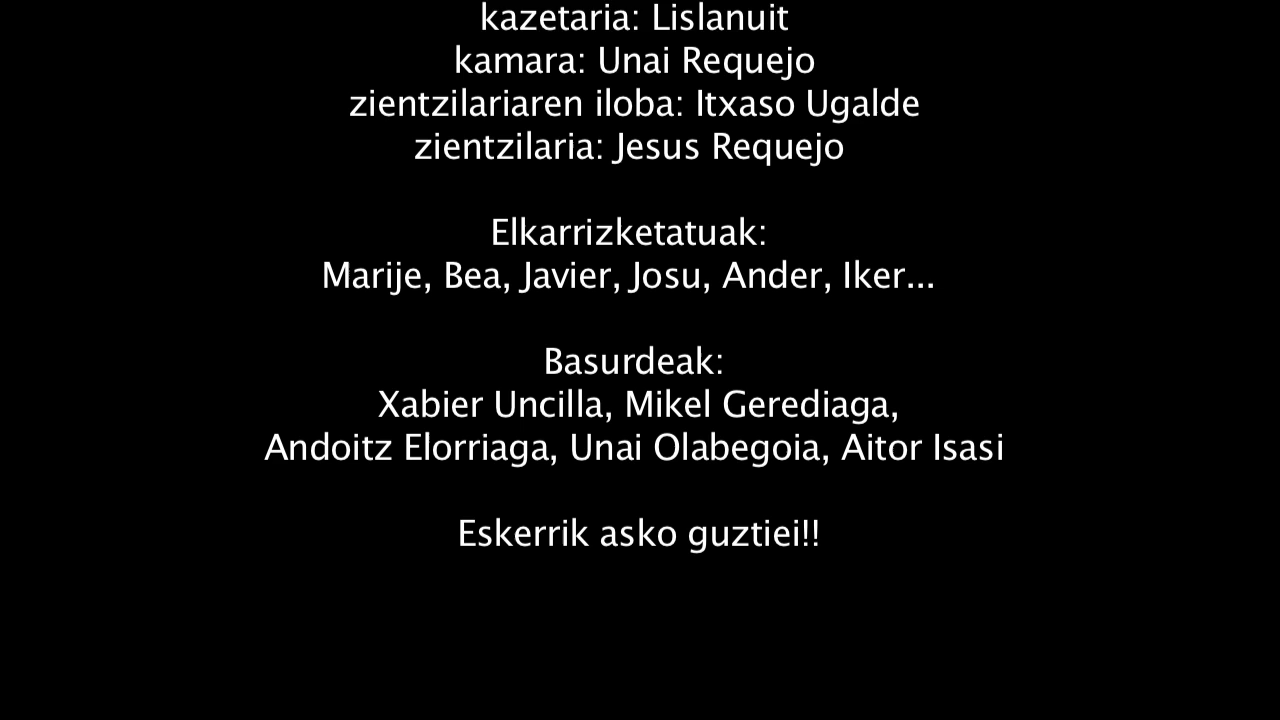 kazetaria: Lislanuit
kamara: Unai Requejo
zientzilariaren iloba: Itxaso Ugalde
zientzilaria: Jesus Requejo
Elkarrizketatuak:
Marije, Bea, Javier, Josu, Ander, Iker...
Basurdeak:
Xabier Uncilla, Mikel Gerediaga,
Andoitz Elorriaga, Unai Olabegoia, Aitor Isasi
Eskerrik asko guztiei!!